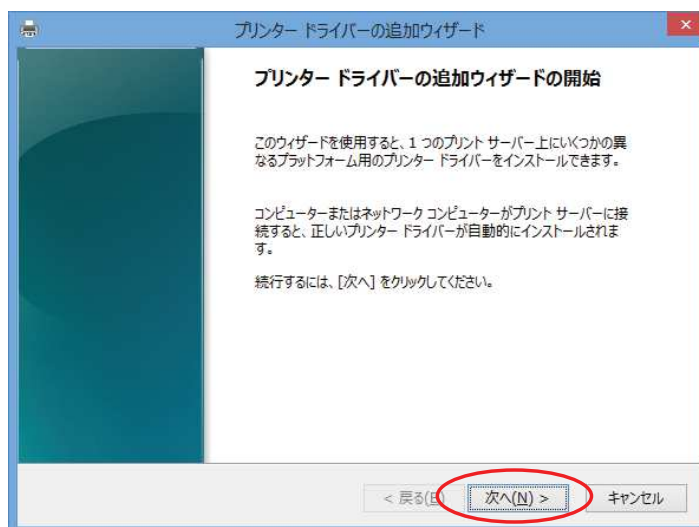 プリンター ドライバーの追加ウィザード
プリンター ドライバーの追加ウィザードの開始
このウィザードを使用すると、1 つのプリント サーバー上にいくつかの異
なるプラットフォーム用のプリンター ドライバーをインストールできます。
コンピューターまたはネットワーク コンピューターがプリント サーバーに接
続すると、正しいプリンター ドライバーが自動的にインストールされま
す。
続行するには、[次へ] をクリックしてください。
< 戻る(B) 次へ(N) > キャンセル